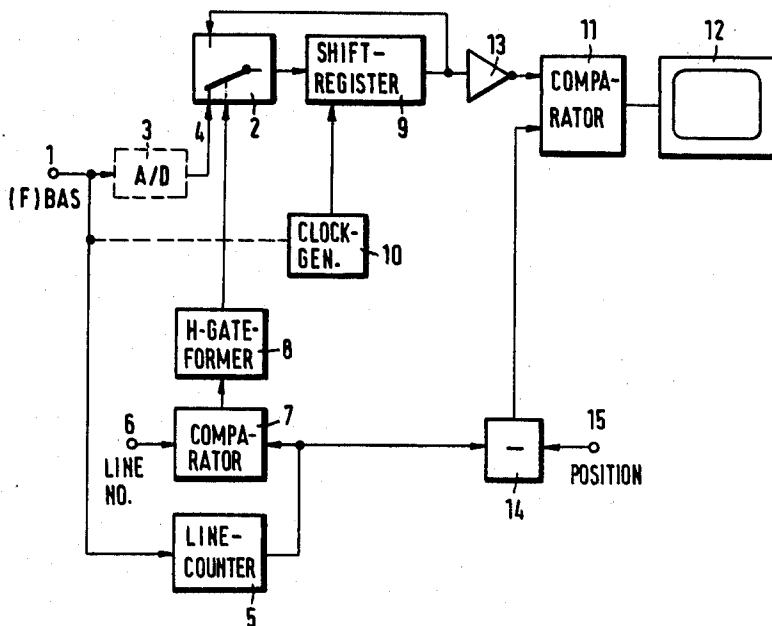 11
12
13
SHIFT-
REGISTER
COMPA-
RATOR
4
2
9
3
1
A/D
(F)BAS
CLOCK-
GEN.
10
H-GATE-
FORMER
8
6
7
15
COMPA-
RATOR
-
LINE
NO.
POSITION
14
LINE-
COUNTER
5